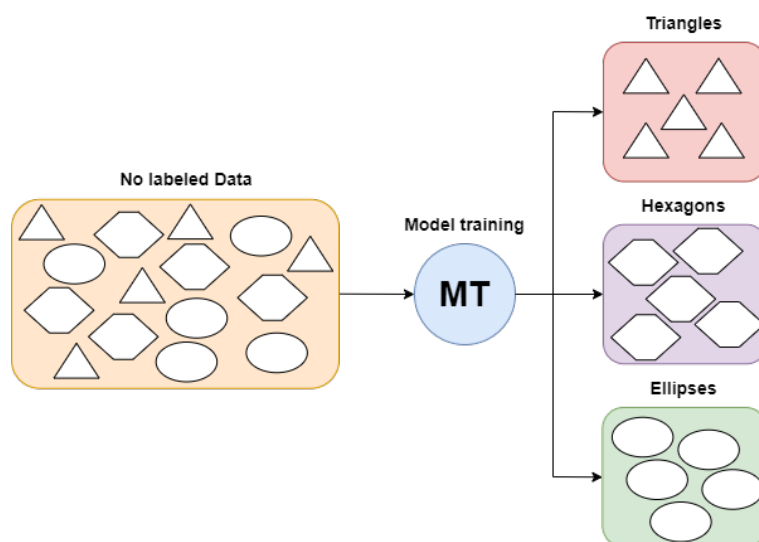 Triangles
No labeled Data
Model training
MT
Hexagons
Ellipses